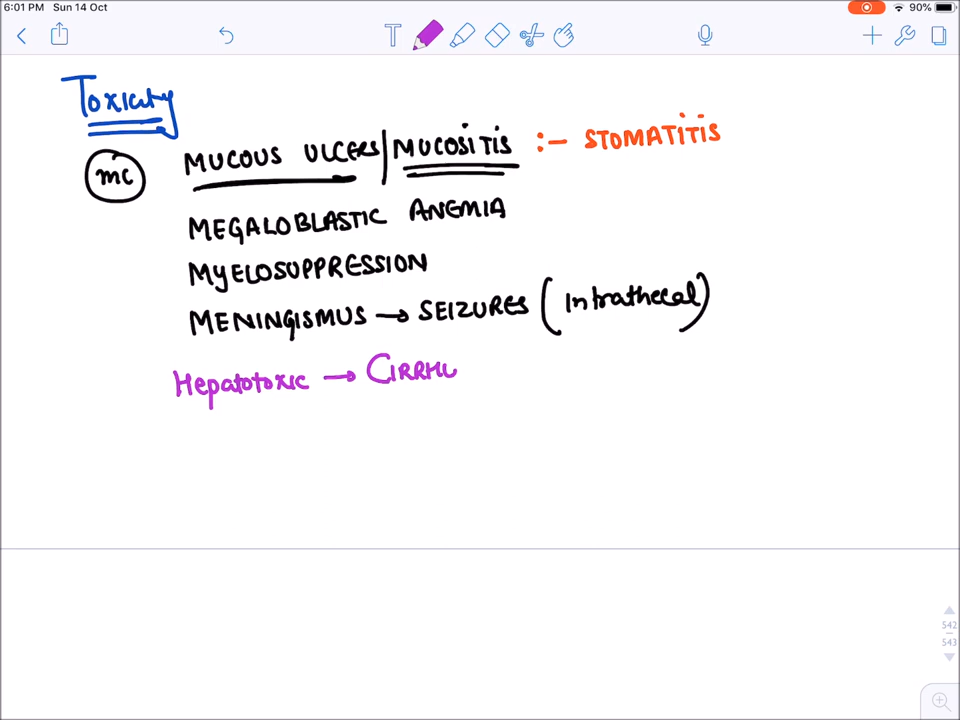 6:01 PM Sun 14 Oct 90%
T
Toxicity
mc MUCOUS ULCERS/MUCOSITIS :- STOMATITIS
MEGALOBLASTIC ANEMIA
MYELOSUPPRESSION
MENINGISMUS → SEIZURES (Intrathecal)
Hepatotoxic → CIRRHO
542
543